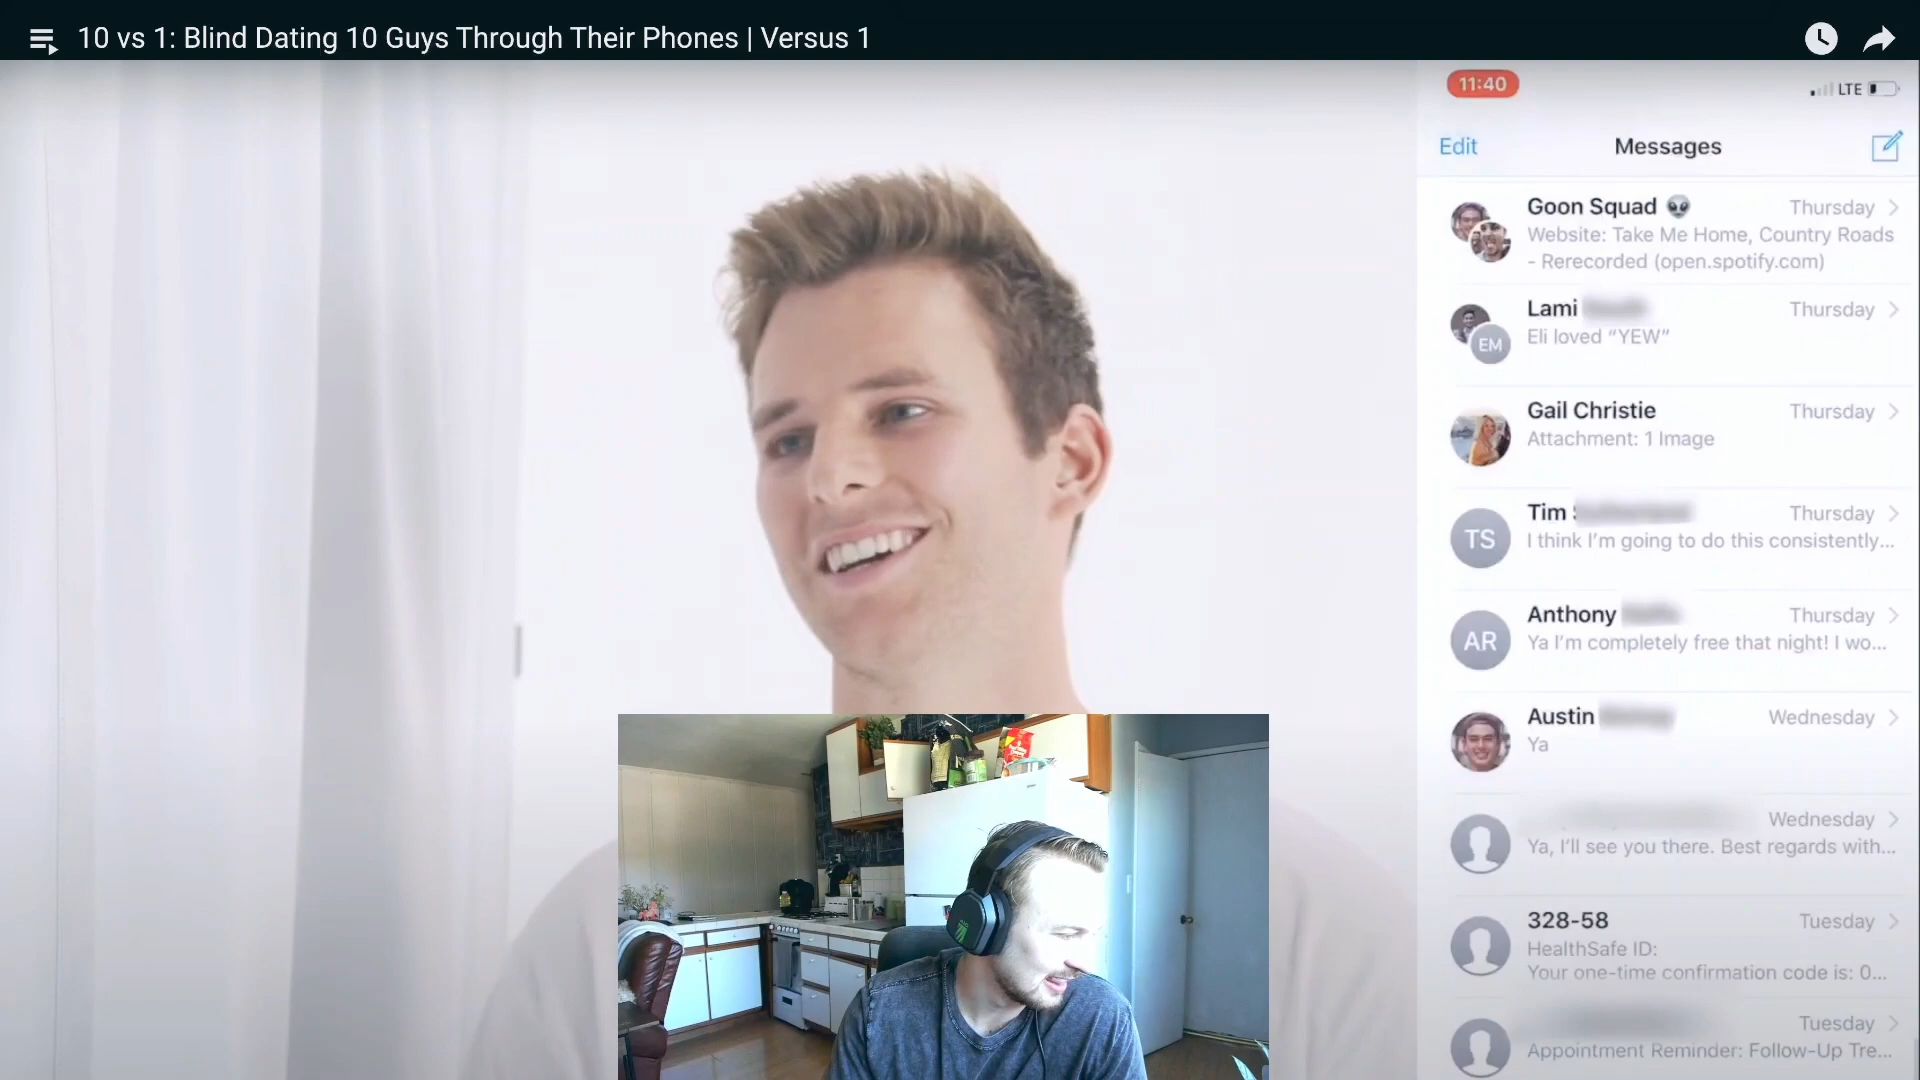 10 vs 1: Blind Dating 10 Guys Through Their Phones | Versus 1
11:40
LTE
Edit
Messages
Goon Squad 👽
Thursday
Website: Take Me Home, Country Roads
- Rerecorded (open.spotify.com)
Lami
Thursday
EM
Eli loved “YEW”
Gail Christie
Thursday
Attachment: 1 Image
Tim
Thursday
TS
I think I’m going to do this consistently...
Anthony
Thursday
AR
Ya I’m completely free that night! I wo...
Austin
Wednesday
Ya
Wednesday
Ya, I’ll see you there. Best regards with...
328-58
Tuesday
HealthSafe ID:
Your one-time confirmation code is: 0...
Tuesday
Appointment Reminder: Follow-Up Tre...